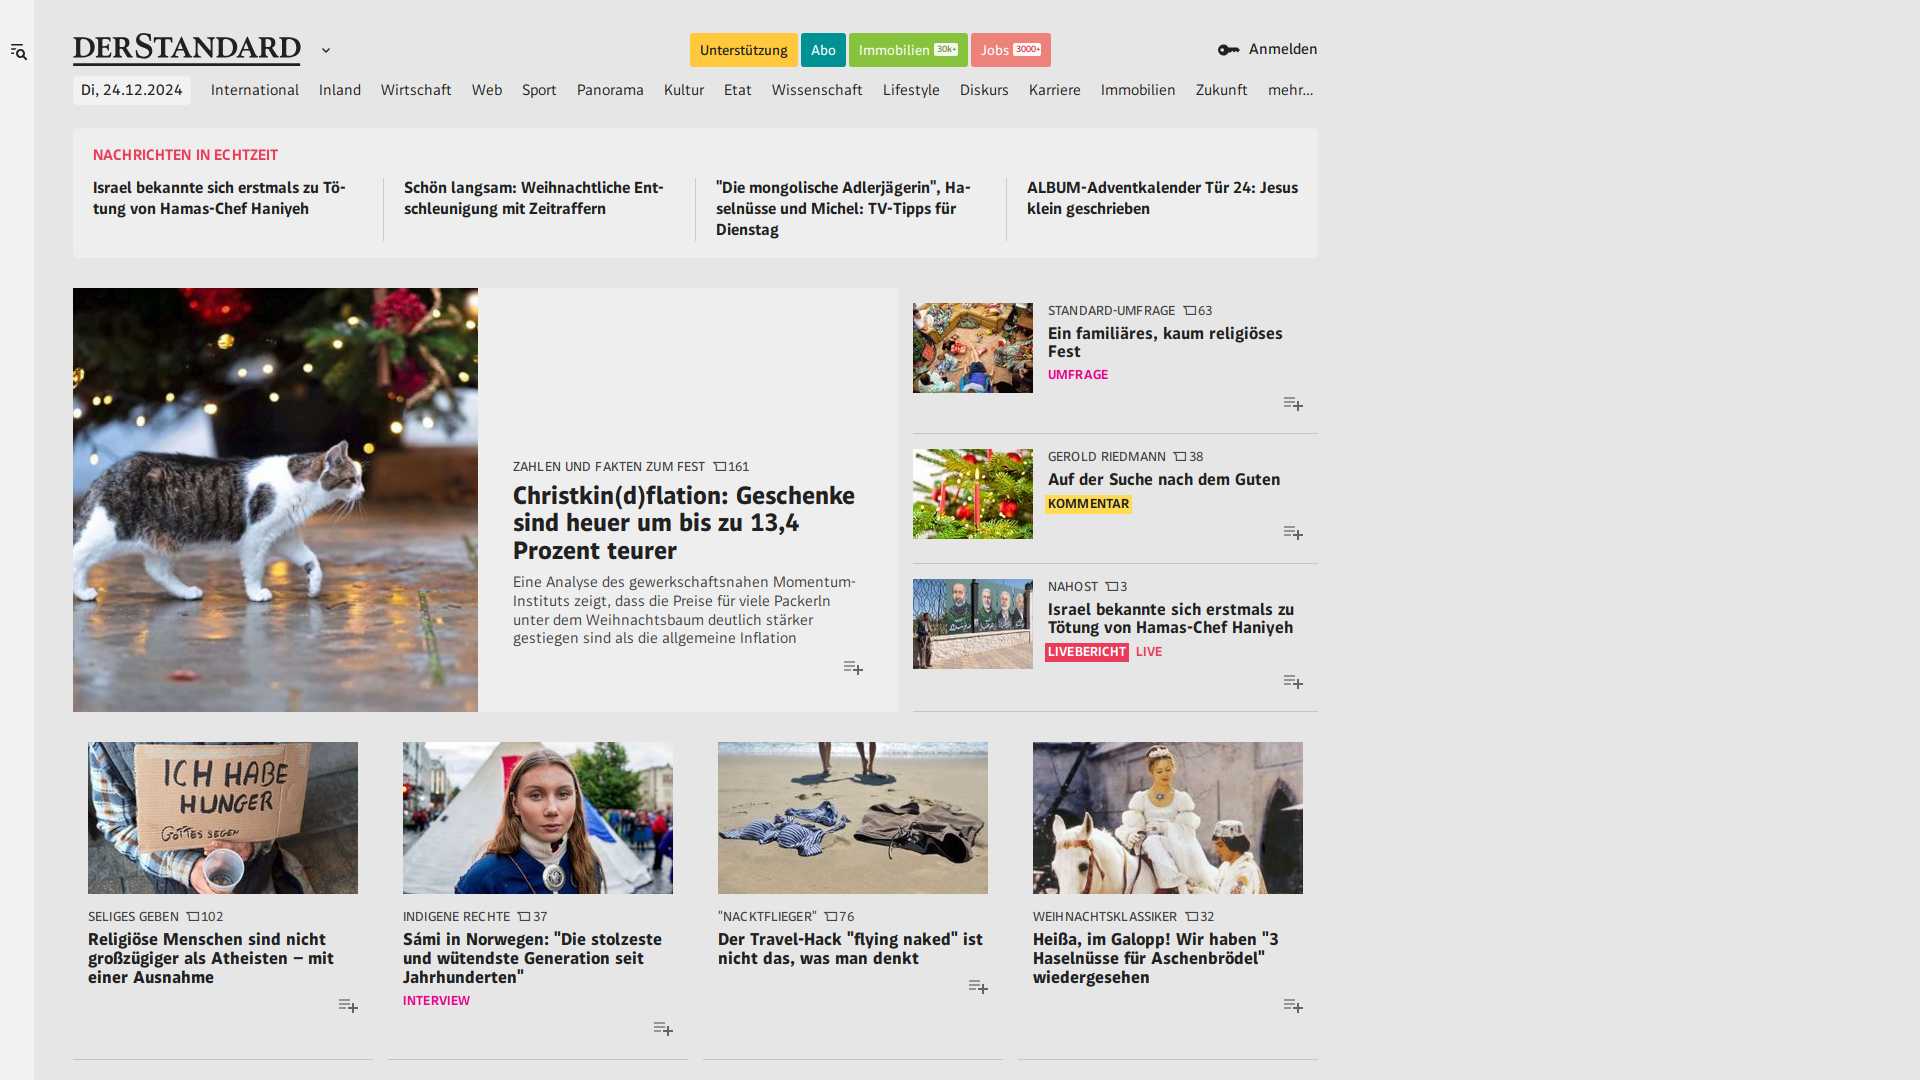 DERSTANDARD
Unterstützung
Abo
Immobilien 30k+
Jobs 3000+
Anmelden
Di, 24.12.2024
International
Inland
Wirtschaft
Web
Sport
Panorama
Kultur
Etat
Wissenschaft
Lifestyle
Diskurs
Karriere
Immobilien
Zukunft
mehr...
NACHRICHTEN IN ECHTZEIT
Israel bekannte sich erstmals zu Tö-
tung von Hamas-Chef Haniyeh
Schön langsam: Weihnachtliche Ent-
schleunigung mit Zeitraffern
"Die mongolische Adlerjägerin", Ha-
selnüsse und Michel: TV-Tipps für
Dienstag
ALBUM-Adventkalender Tür 24: Jesus
klein geschrieben
ZAHLEN UND FAKTEN ZUM FEST 161
Christkin(d)flation: Geschenke
sind heuer um bis zu 13,4
Prozent teurer
Eine Analyse des gewerkschaftsnahen Momentum-
Instituts zeigt, dass die Preise für viele Packerln
unter dem Weihnachtsbaum deutlich stärker
gestiegen sind als die allgemeine Inflation
STANDARD-UMFRAGE 63
Ein familiäres, kaum religiöses
Fest
UMFRAGE
GEROLD RIEDMANN 38
Auf der Suche nach dem Guten
KOMMENTAR
NAHOST 3
Israel bekannte sich erstmals zu
Tötung von Hamas-Chef Haniyeh
LIVEBERICHT LIVE
ICH HABE
HUNGER
GOTTES SEGEN
SELIGES GEBEN 102
Religiöse Menschen sind nicht
großzügiger als Atheisten – mit
einer Ausnahme
INDIGENE RECHTE 37
Sámi in Norwegen: "Die stolzeste
und wütendste Generation seit
Jahrhunderten"
INTERVIEW
"NACKTFLIEGER" 76
Der Travel-Hack "flying naked" ist
nicht das, was man denkt
WEIHNACHTSKLASSIKER 32
Heißa, im Galopp! Wir haben "3
Haselnüsse für Aschenbrödel"
wiedergesehen